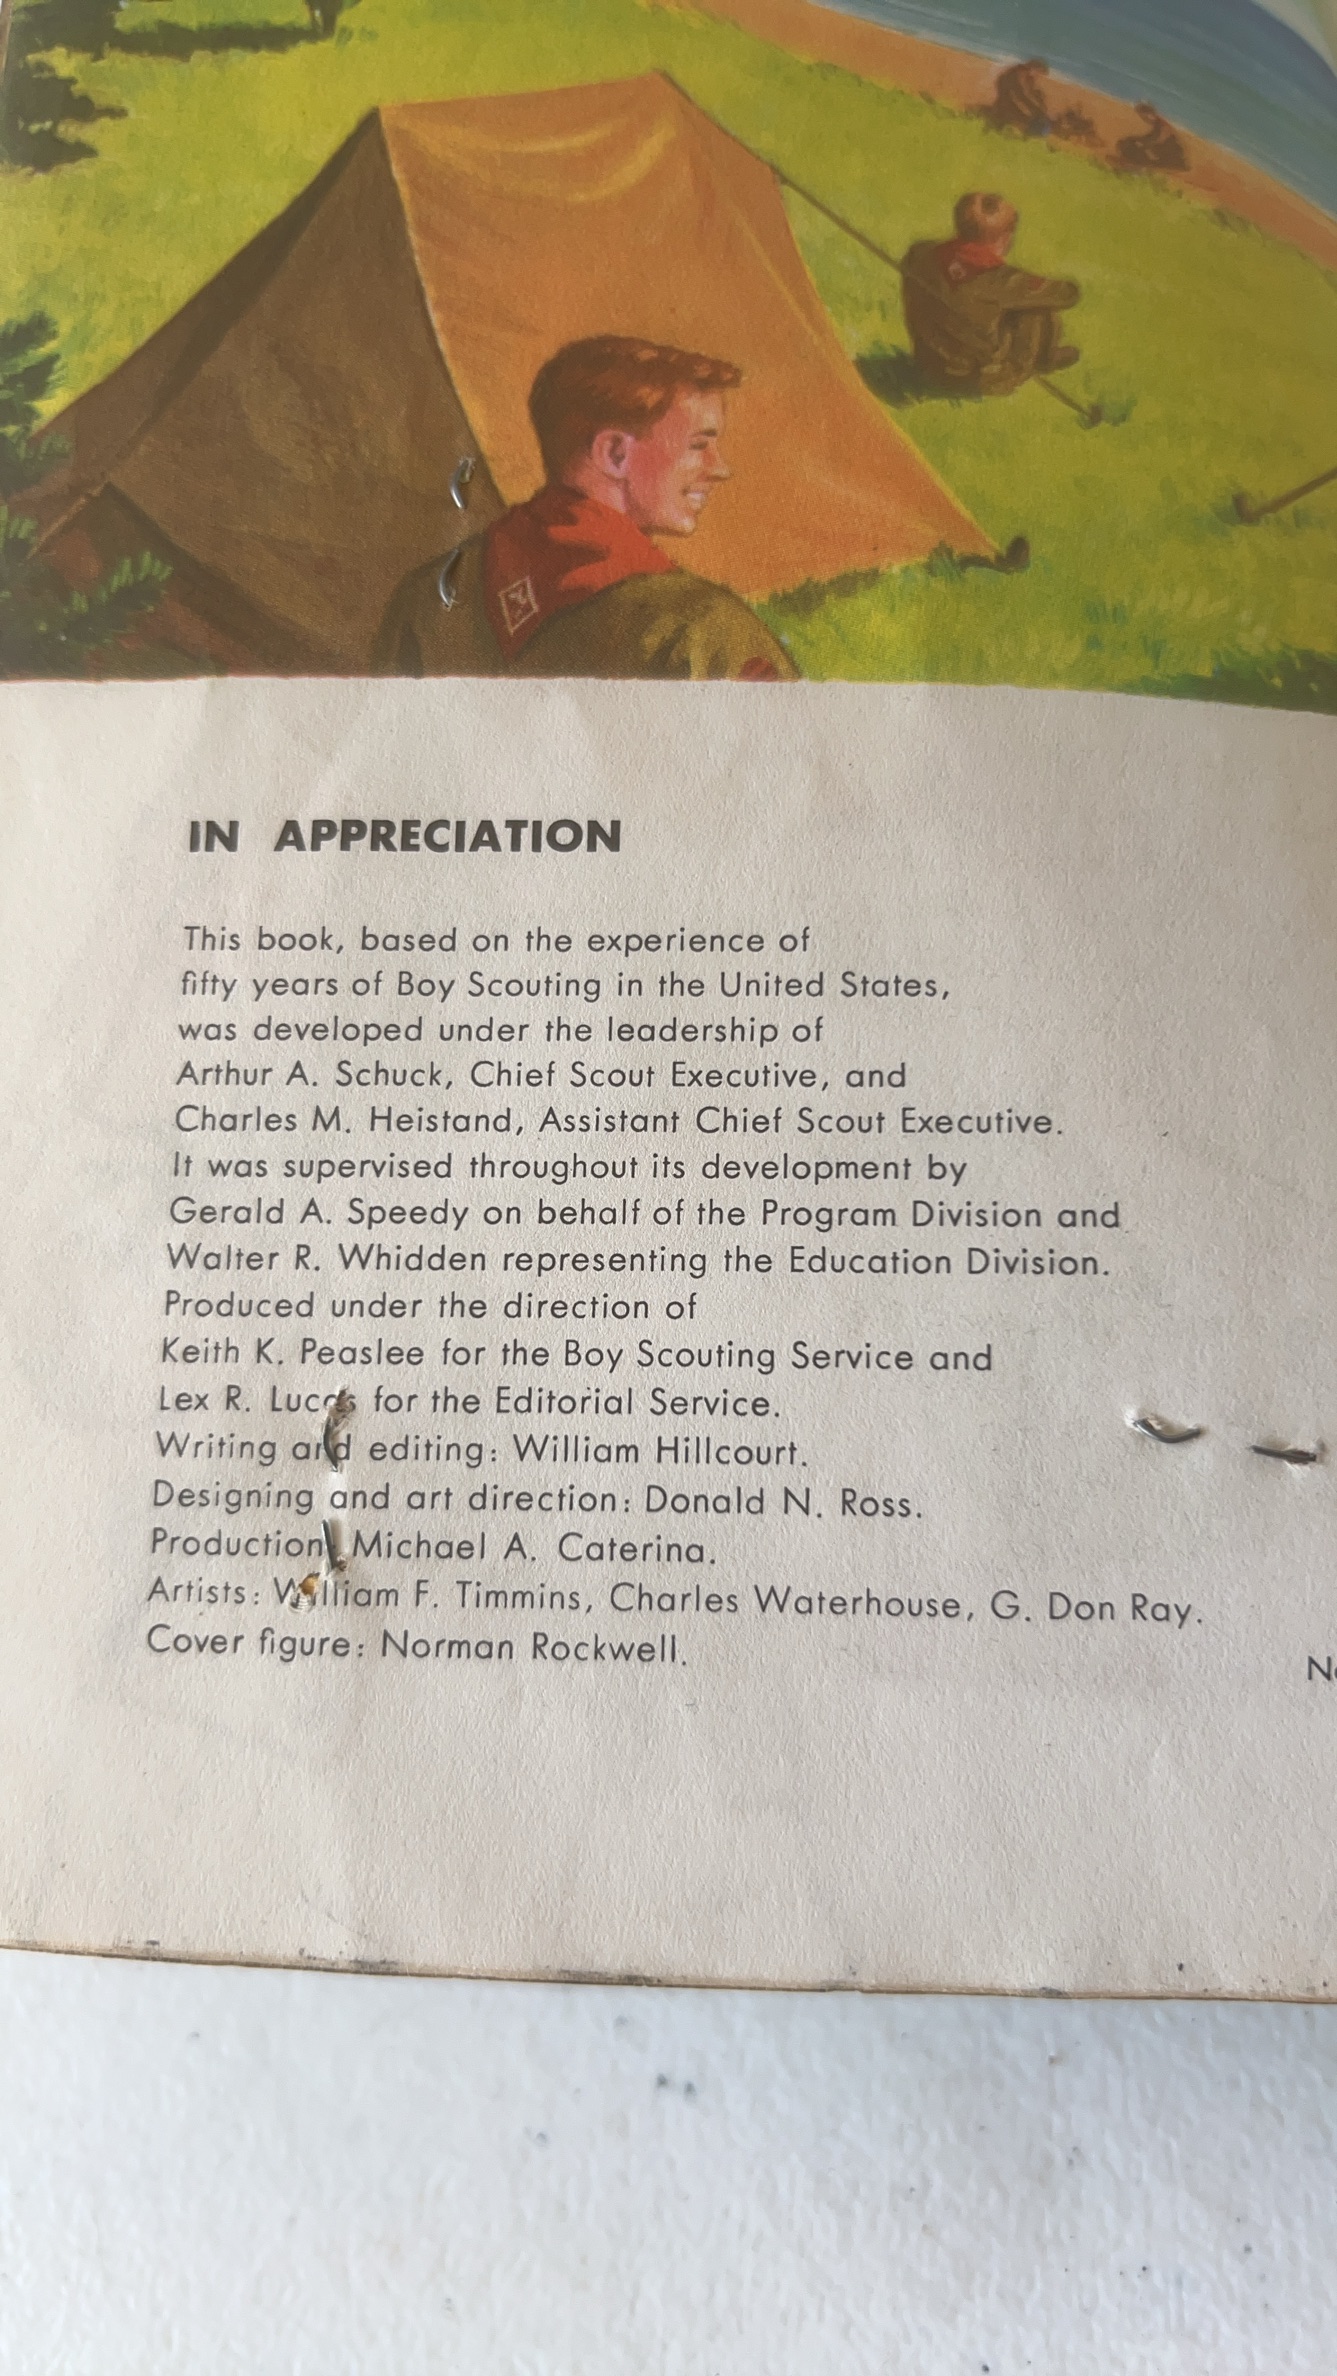 IN APPRECIATION
This book, based on the experience of
fifty years of Boy Scouting in the United States,
was developed under the leadership of
Arthur A. Schuck, Chief Scout Executive, and
Charles M. Heistand, Assistant Chief Scout Executive.
It was supervised throughout its development by
Gerald A. Speedy on behalf of the Program Division and
Walter R. Whidden representing the Education Division.
Produced under the direction of
Keith K. Peaslee for the Boy Scouting Service and
Lex R. Lucas for the Editorial Service.
Writing and editing: William Hillcourt.
Designing and art direction: Donald N. Ross.
Production: Michael A. Caterina.
Artists: William F. Timmins, Charles Waterhouse, G. Don Ray.
Cover figure: Norman Rockwell.